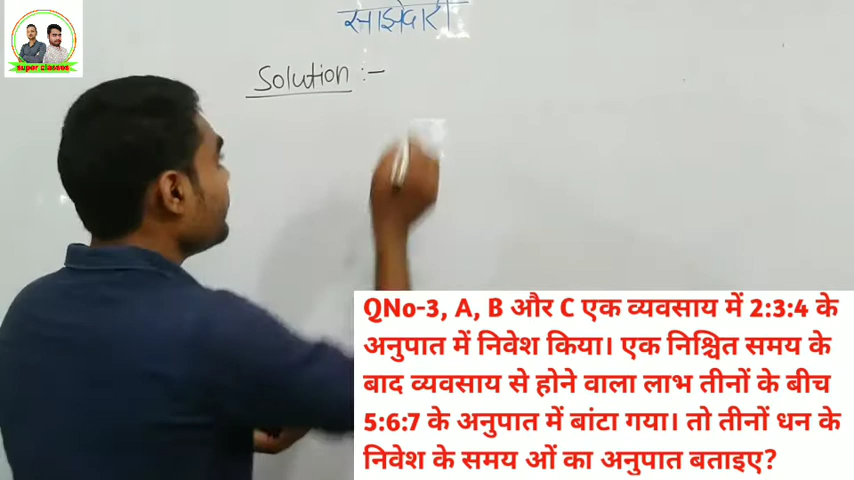 super classes
साझेदारी
Solution :-
QNo-3, A, B और C एक व्यवसाय में 2:3:4 के
अनुपात में निवेश किया। एक निश्चित समय के
बाद व्यवसाय से होने वाला लाभ तीनों के बीच
5:6:7 के अनुपात में बांटा गया। तो तीनों धन के
निवेश के समय ओं का अनुपात बताइए?